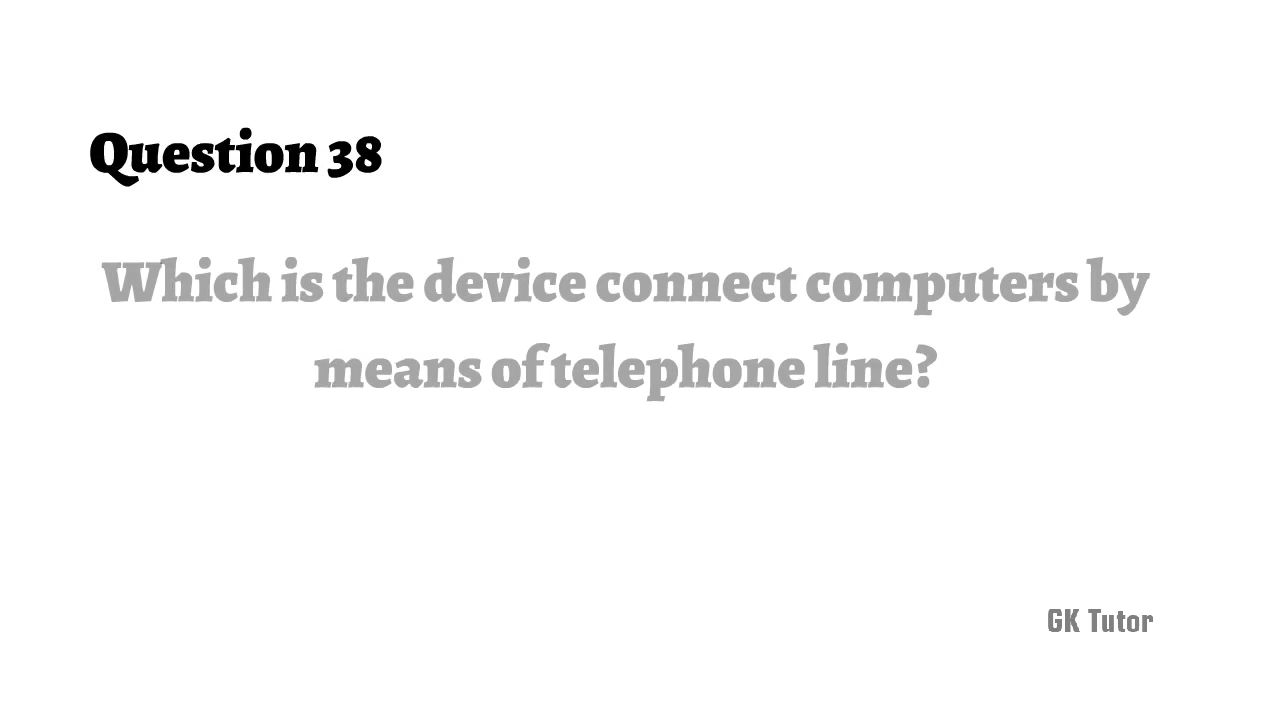 Question 38
Which is the device connect computers by
means of telephone line?
GK Tutor